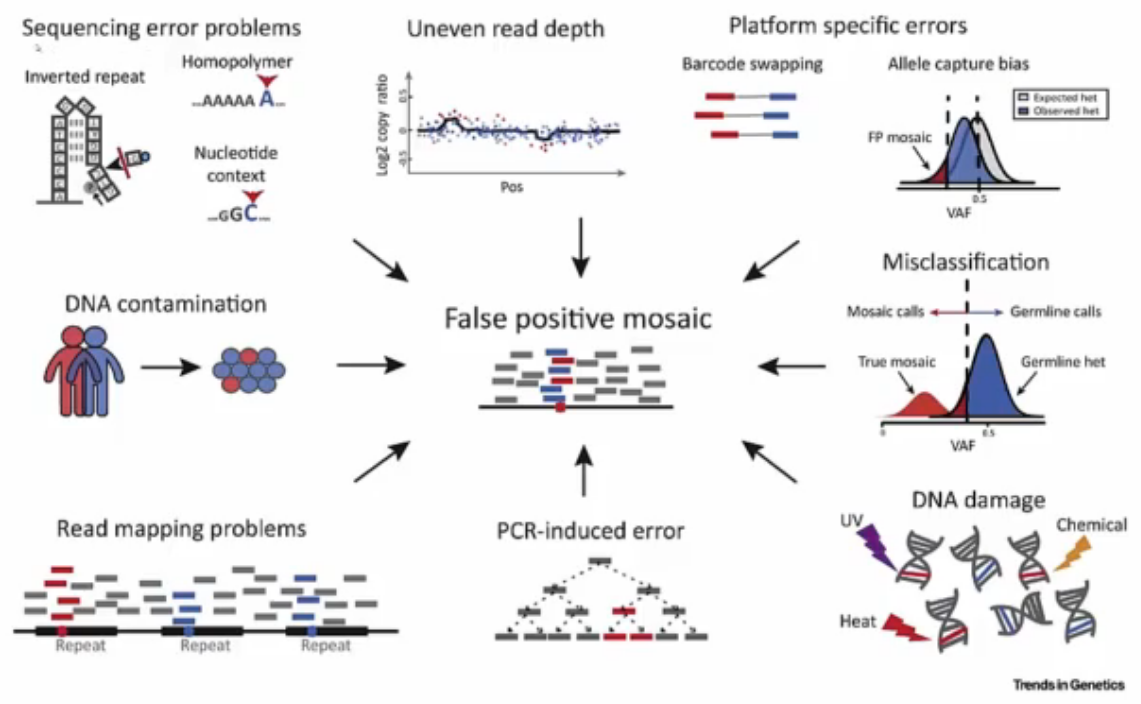 Sequencing error problems
Inverted repeat
Homopolymer
...AAAAA A...
Nucleotide
context
...GGC...
Uneven read depth
Log2 copy ratio
0.5
0
-0.5
Pos
Platform specific errors
Barcode swapping
Allele capture bias
Expected het
Observed het
FP mosaic
0.5
VAF
DNA contamination
False positive mosaic
Misclassification
Mosaic calls
Germline calls
True mosaic
Germline het
0
0.5
VAF
Read mapping problems
Repeat
Repeat
Repeat
PCR-induced error
DNA damage
UV
Chemical
Heat
Trends in Genetics